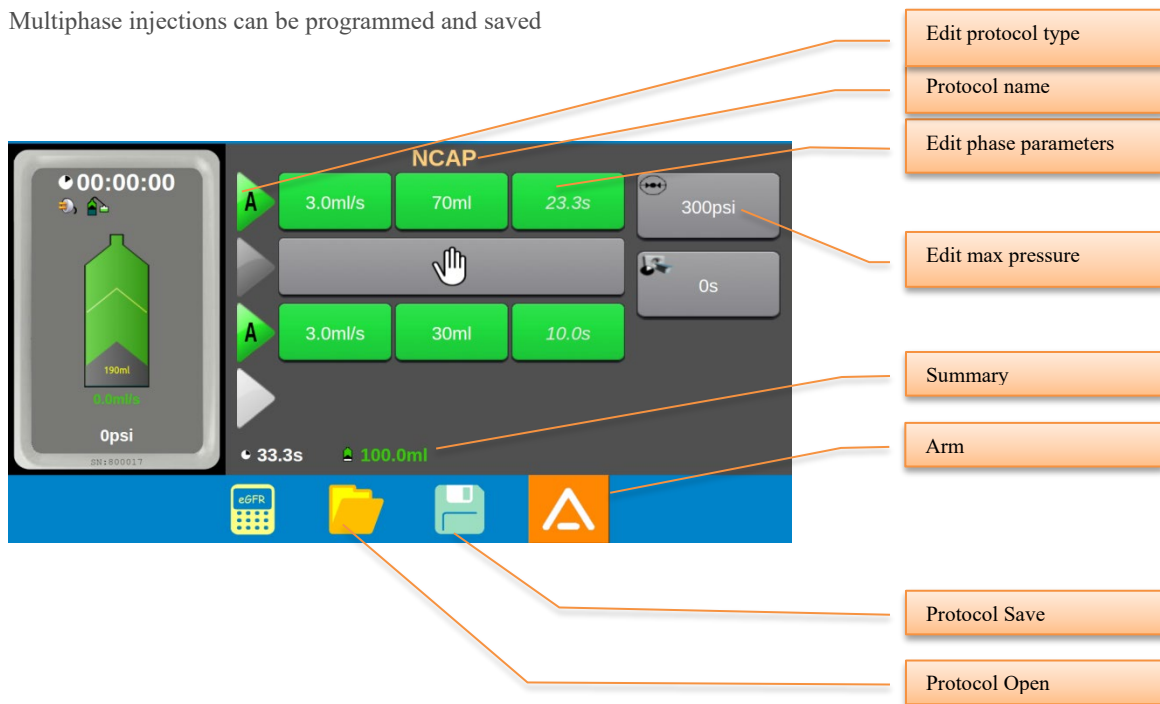 Multiphase injections can be programmed and saved
Edit protocol type
Protocol name
Edit phase parameters
NCAP
00:00:00
A 3.0ml/s 70ml 23.3s 300psi
Edit max pressure
0s
A 3.0ml/s 30ml 10.0s
190ml
0.0ml/s
Summary
0psi
Arm
33.3s 100.0ml
SN:800017
eGFR
Protocol Save
Protocol Open